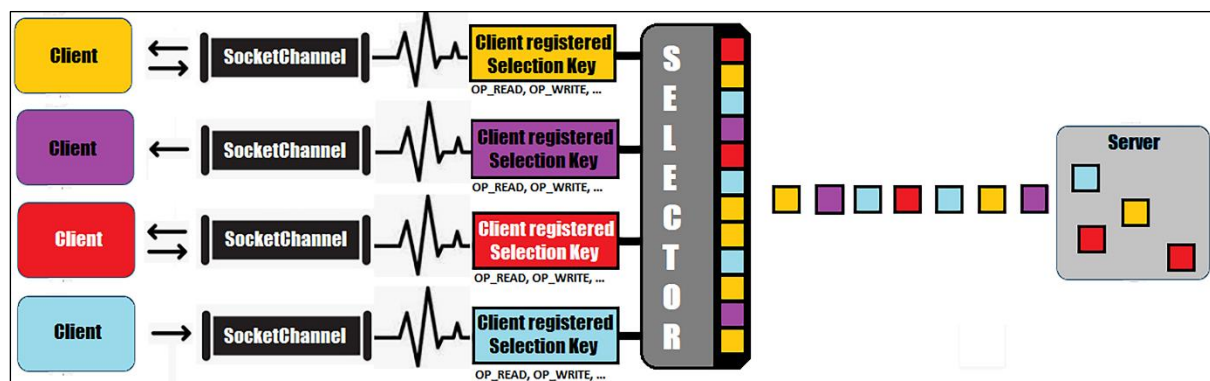 Client
SocketChannel
Client registered
Selection Key
OP_READ, OP_WRITE, ...
Client
SocketChannel
Client registered
Selection Key
OP_READ, OP_WRITE, ...
Client
SocketChannel
Client registered
Selection Key
OP_READ, OP_WRITE, ...
Client
SocketChannel
Client registered
Selection Key
OP_READ, OP_WRITE, ...
SELECTOR
Server